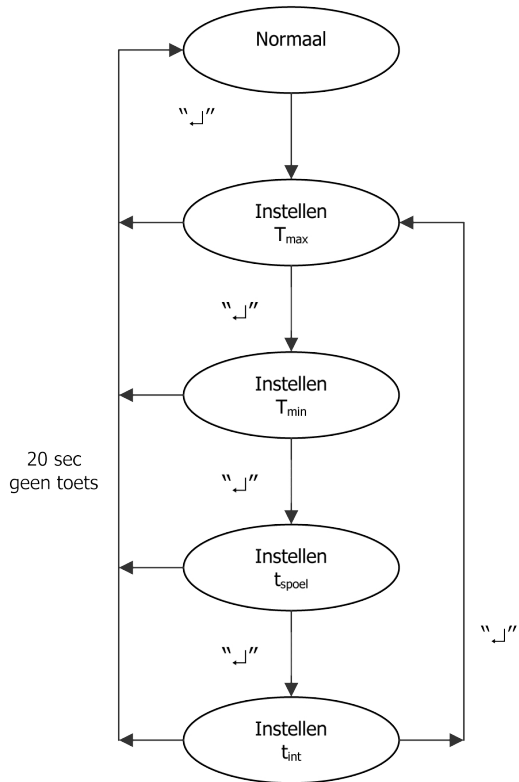 Normaal
“↵”
Instellen
Tmax
“↵”
Instellen
Tmin
20 sec
geen toets
“↵”
Instellen
tspoel
“↵”
“↵”
Instellen
tint